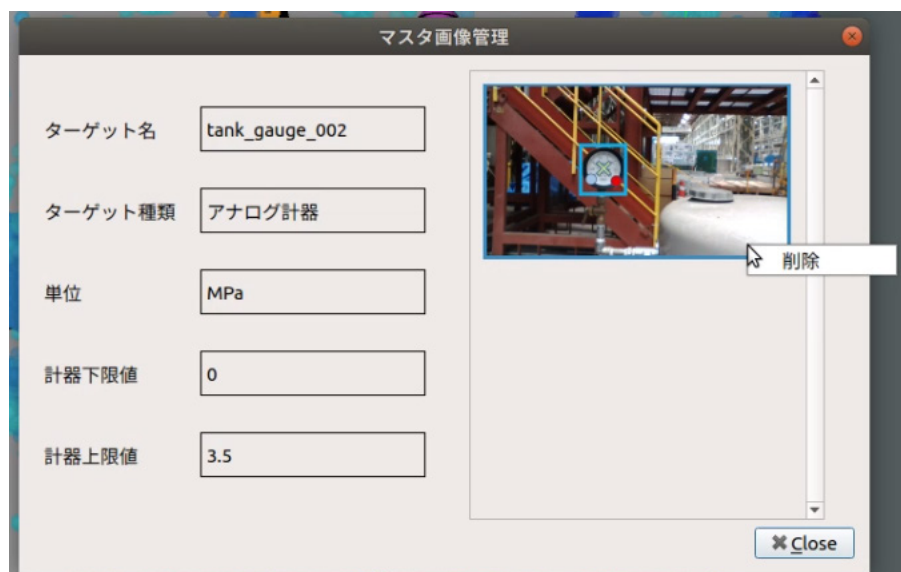 マスタ画像管理
ターゲット名
tank_gauge_002
ターゲット種類
アナログ計器
単位
MPa
計器下限値
0
計器上限値
3.5
削除
Close